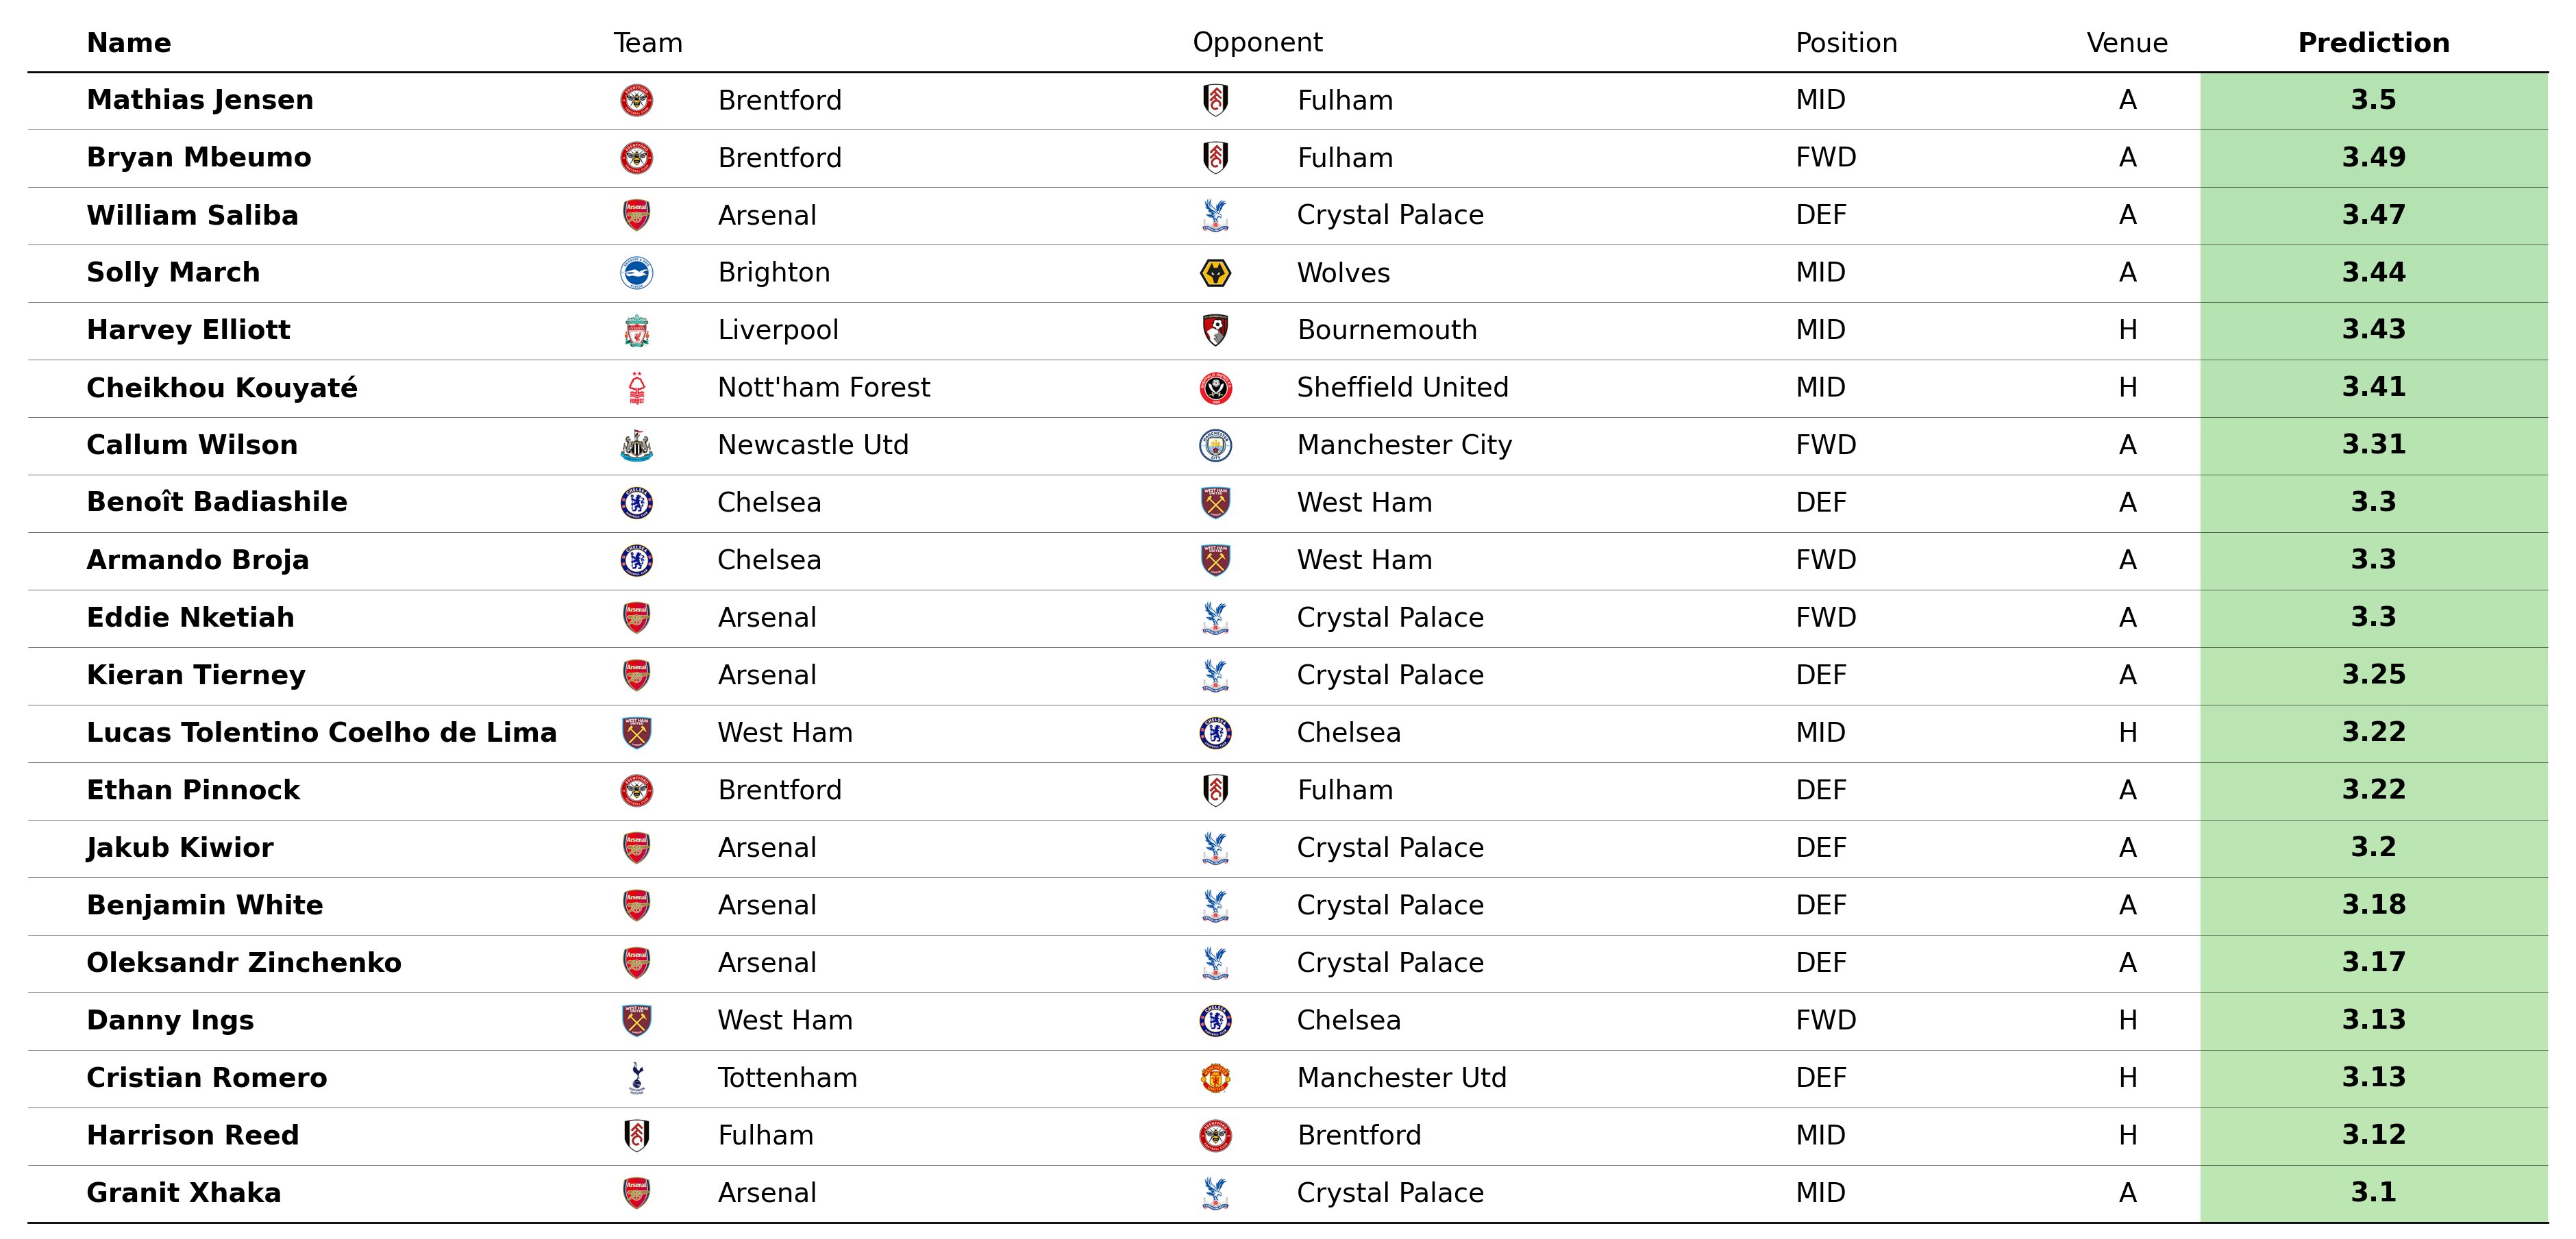 Name Team Opponent Position Venue Prediction
Mathias Jensen Brentford Fulham MID A 3.5
Bryan Mbeumo Brentford Fulham FWD A 3.49
William Saliba Arsenal Crystal Palace DEF A 3.47
Solly March Brighton Wolves MID A 3.44
Harvey Elliott Liverpool Bournemouth MID H 3.43
Cheikhou Kouyaté Nott'ham Forest Sheffield United MID H 3.41
Callum Wilson Newcastle Utd Manchester City FWD A 3.31
Benoît Badiashile Chelsea West Ham DEF A 3.3
Armando Broja Chelsea West Ham FWD A 3.3
Eddie Nketiah Arsenal Crystal Palace FWD A 3.3
Kieran Tierney Arsenal Crystal Palace DEF A 3.25
Lucas Tolentino Coelho de Lima West Ham Chelsea MID H 3.22
Ethan Pinnock Brentford Fulham DEF A 3.22
Jakub Kiwior Arsenal Crystal Palace DEF A 3.2
Benjamin White Arsenal Crystal Palace DEF A 3.18
Oleksandr Zinchenko Arsenal Crystal Palace DEF A 3.17
Danny Ings West Ham Chelsea FWD H 3.13
Cristian Romero Tottenham Manchester Utd DEF H 3.13
Harrison Reed Fulham Brentford MID H 3.12
Granit Xhaka Arsenal Crystal Palace MID A 3.1